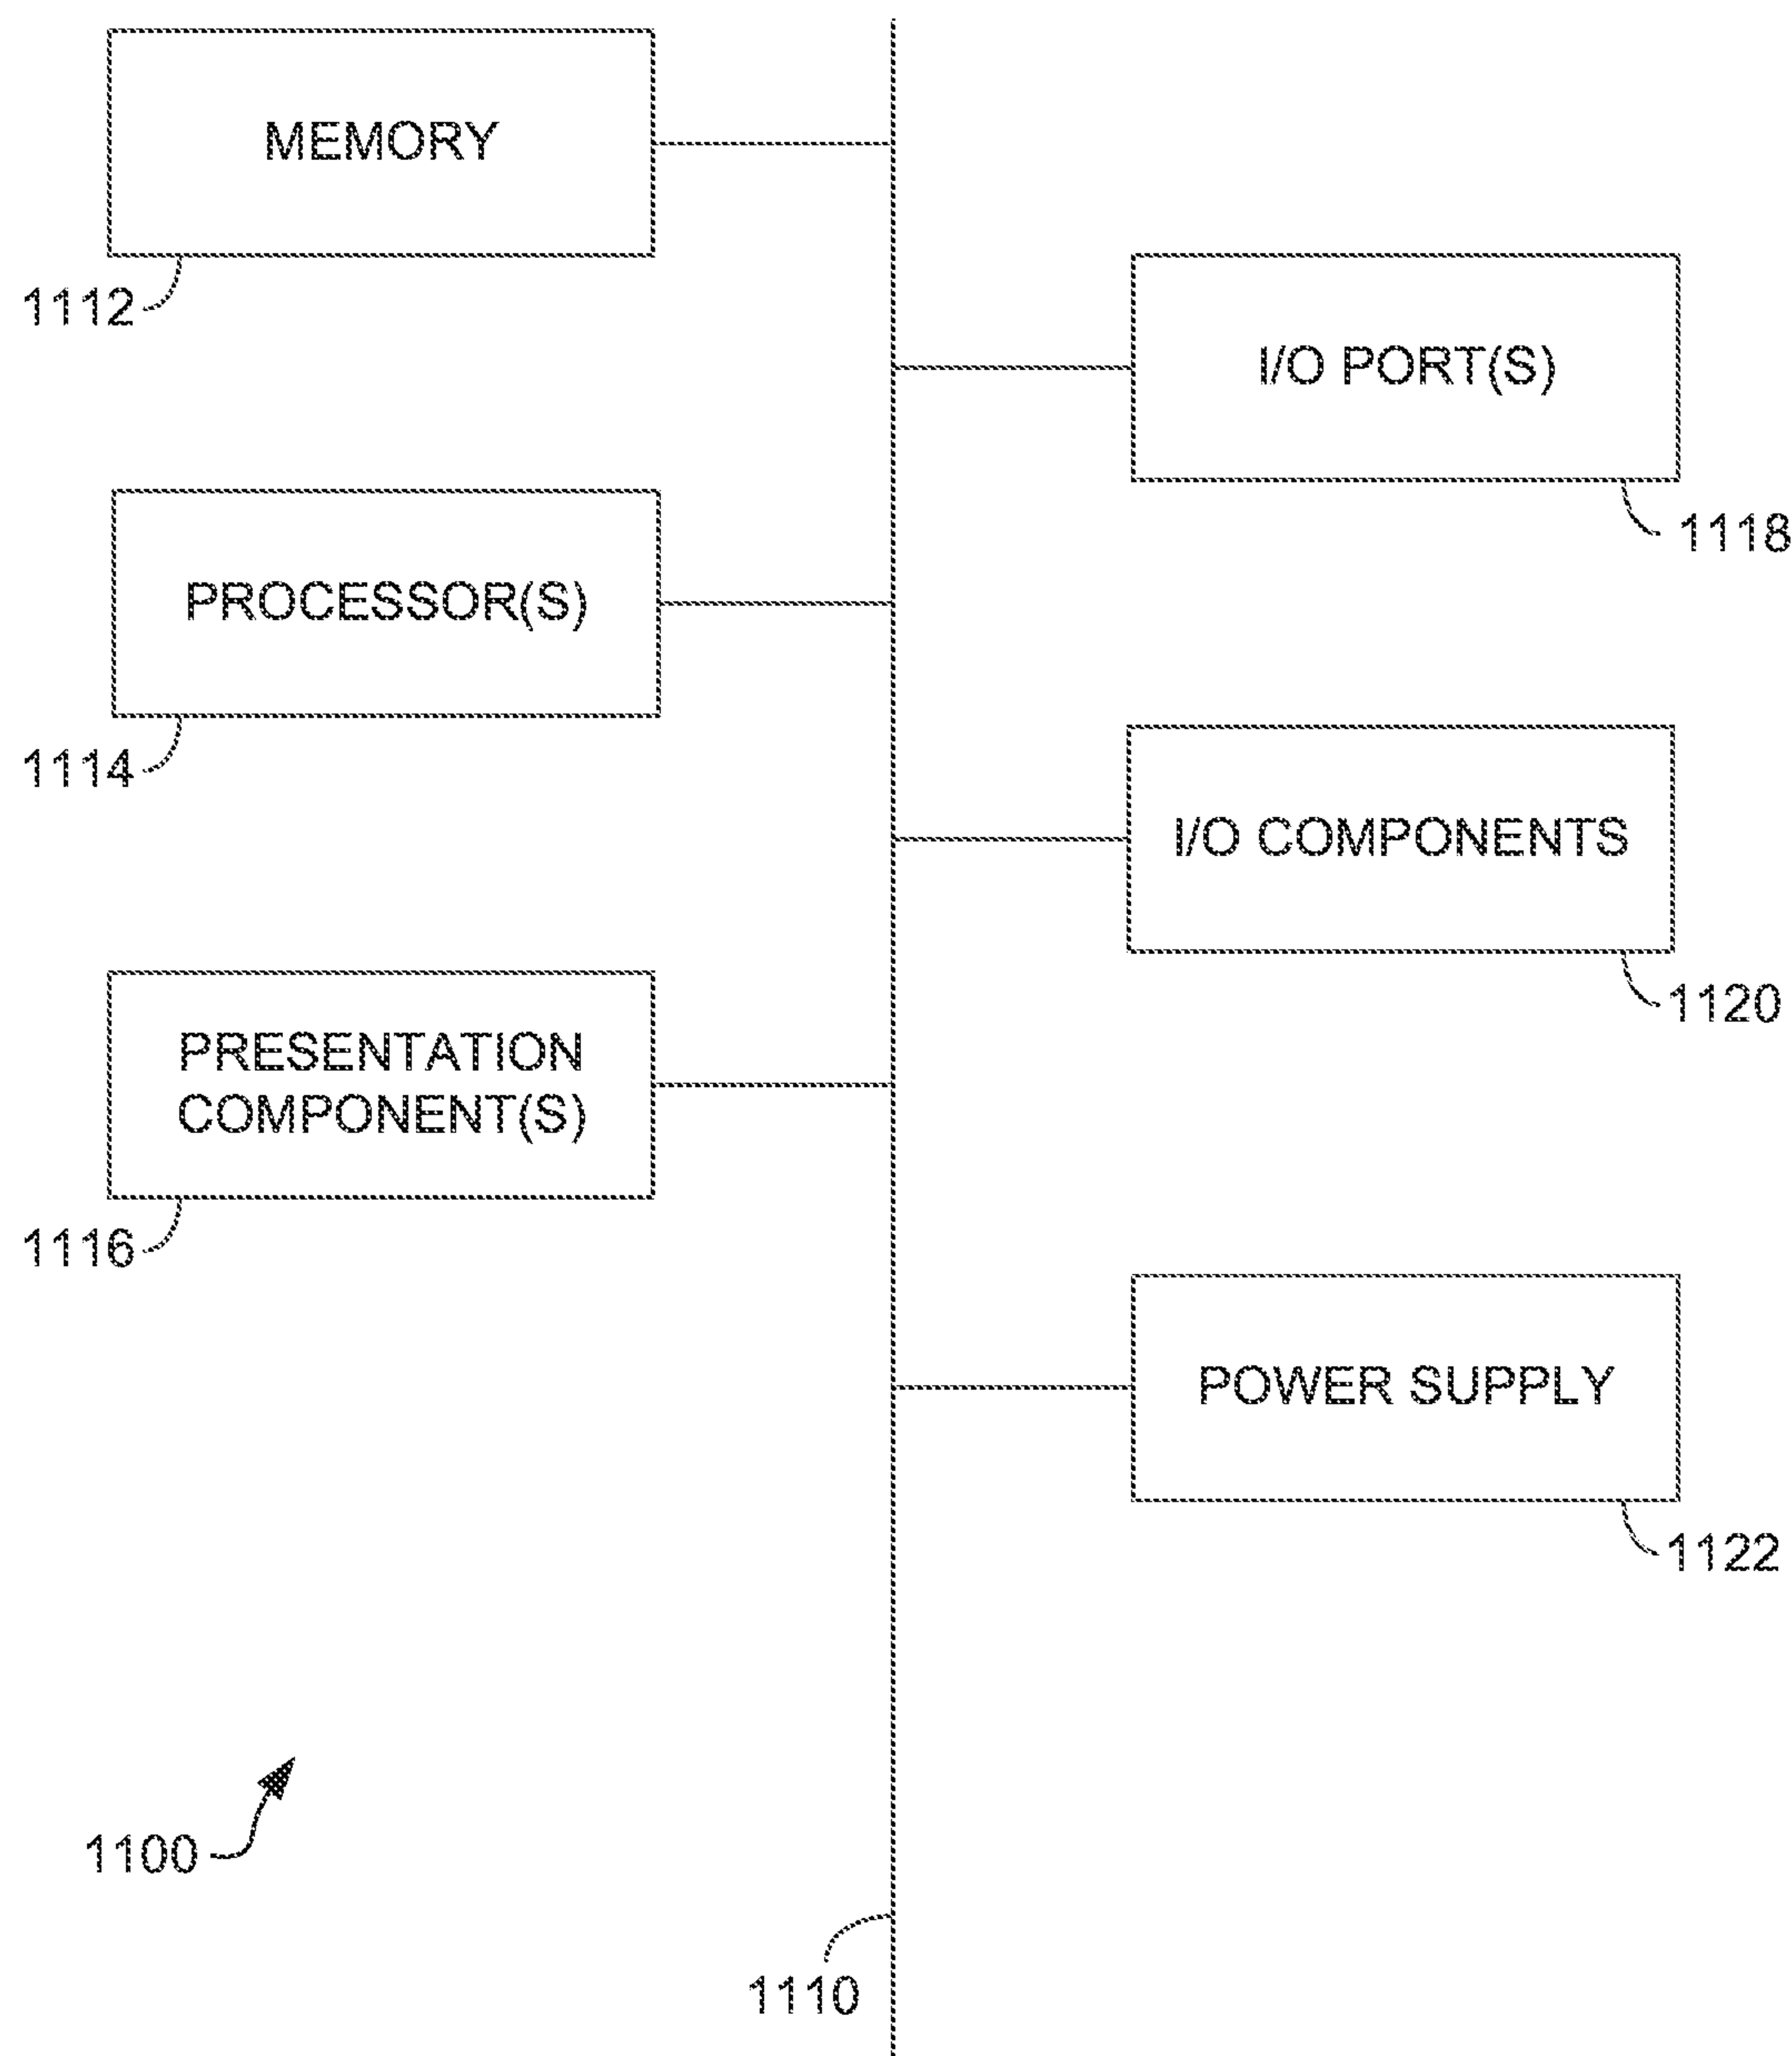 MEMORY
1112
I/O PORT(S)
1118
PROCESSOR(S)
1114
I/O COMPONENTS
1120
PRESENTATION
COMPONENT(S)
1116
POWER SUPPLY
1122
1100
1110